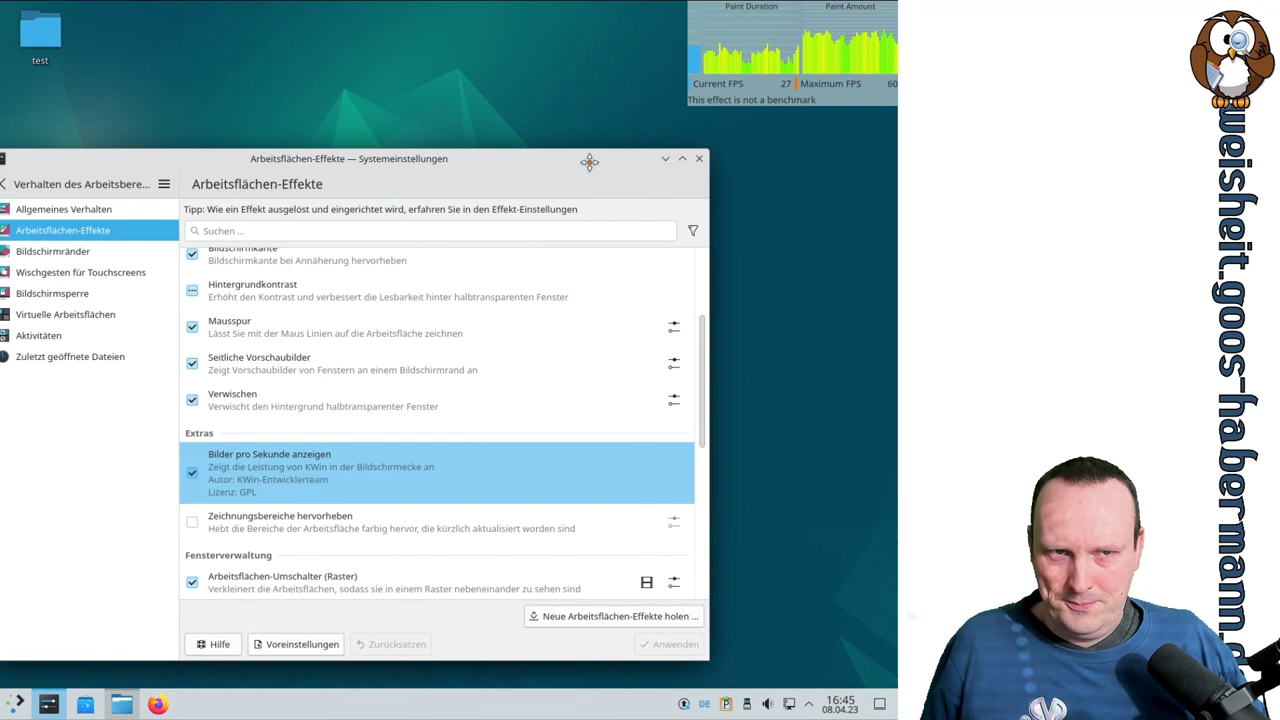 test
Paint Duration
Paint Amount
Current FPS 27
Maximum FPS 60
This effect is not a benchmark
Arbeitsflächen-Effekte — Systemeinstellungen
Verhalten des Arbeitsbere...
Allgemeines Verhalten
Arbeitsflächen-Effekte
Bildschirmränder
Wischgesten für Touchscreens
Bildschirmsperre
Virtuelle Arbeitsflächen
Aktivitäten
Zuletzt geöffnete Dateien
Arbeitsflächen-Effekte
Tipp: Wie ein Effekt ausgelöst und eingerichtet wird, erfahren Sie in den Effekt-Einstellungen
Suchen ...
Bildschirmkante
Bildschirmkante bei Annäherung hervorheben
Hintergrundkontrast
Erhöht den Kontrast und verbessert die Lesbarkeit hinter halbtransparenten Fenster
Mausspur
Lässt Sie mit der Maus Linien auf die Arbeitsfläche zeichnen
Seitliche Vorschaubilder
Zeigt Vorschaubilder von Fenstern an einem Bildschirmrand an
Verwischen
Verwischt den Hintergrund halbtransparenter Fenster
Extras
Bilder pro Sekunde anzeigen
Zeigt die Leistung von KWin in der Bildschirmecke an
Autor: KWin-Entwicklerteam
Lizenz: GPL
Zeichnungsbereiche hervorheben
Hebt die Bereiche der Arbeitsfläche farbig hervor, die kürzlich aktualisiert worden sind
Fensterverwaltung
Arbeitsflächen-Umschalter (Raster)
Verkleinert die Arbeitsflächen, sodass sie in einem Raster nebeneinander zu sehen sind
Neue Arbeitsflächen-Effekte holen ...
Hilfe
Voreinstellungen
Zurücksetzen
Anwenden
DE
P
16:45
08.04.23
weisheit.goos-habermann.d